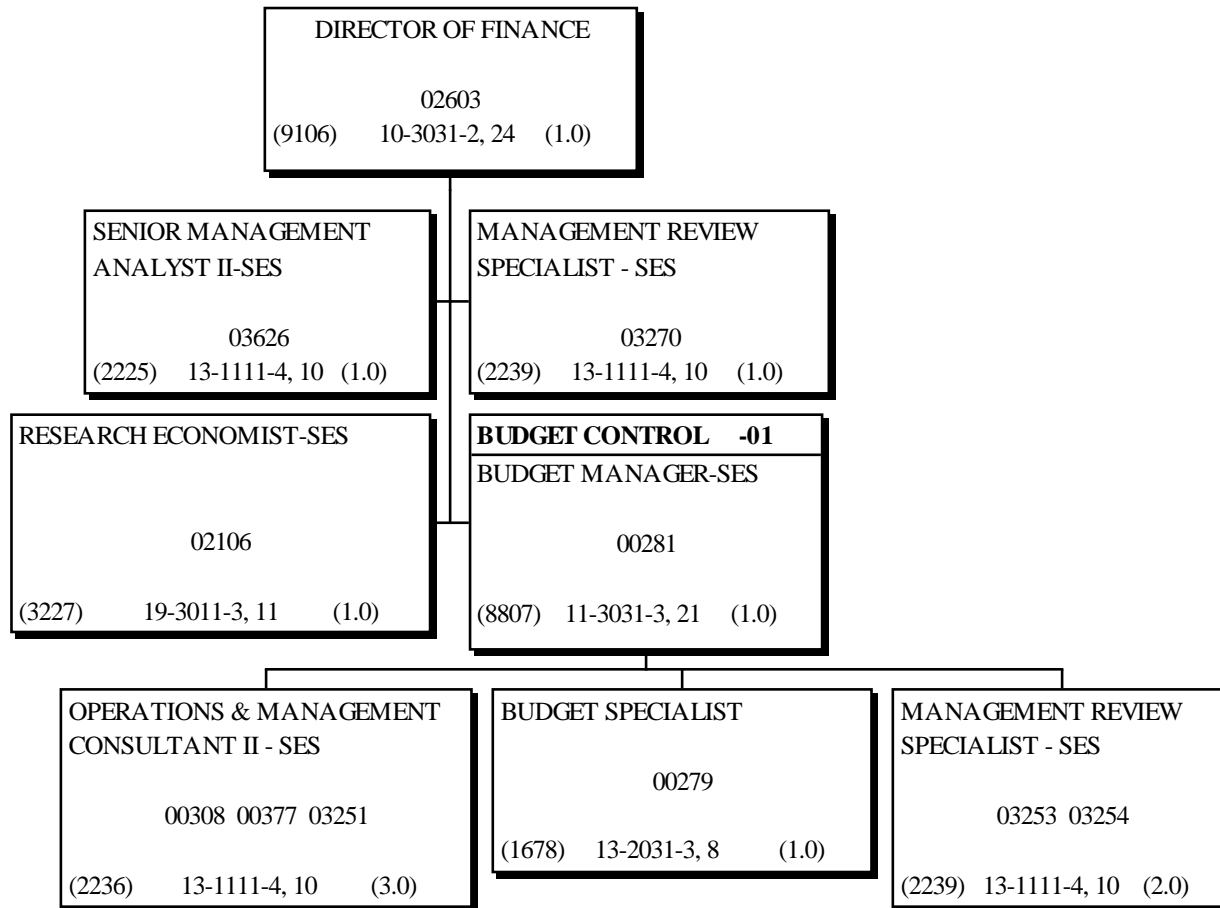 DIRECTOR OF FINANCE
02603
(9106) 10-3031-2, 24 (1.0)
SENIOR MANAGEMENT
ANALYST II-SES
03626
(2225) 13-1111-4, 10 (1.0)
MANAGEMENT REVIEW
SPECIALIST - SES
03270
(2239) 13-1111-4, 10 (1.0)
RESEARCH ECONOMIST-SES
02106
(3227) 19-3011-3, 11 (1.0)
BUDGET CONTROL -01
BUDGET MANAGER-SES
00281
(8807) 11-3031-3, 21 (1.0)
OPERATIONS & MANAGEMENT
CONSULTANT II - SES
00308 00377 03251
(2236) 13-1111-4, 10 (3.0)
BUDGET SPECIALIST
00279
(1678) 13-2031-3, 8 (1.0)
MANAGEMENT REVIEW
SPECIALIST - SES
03253 03254
(2239) 13-1111-4, 10 (2.0)